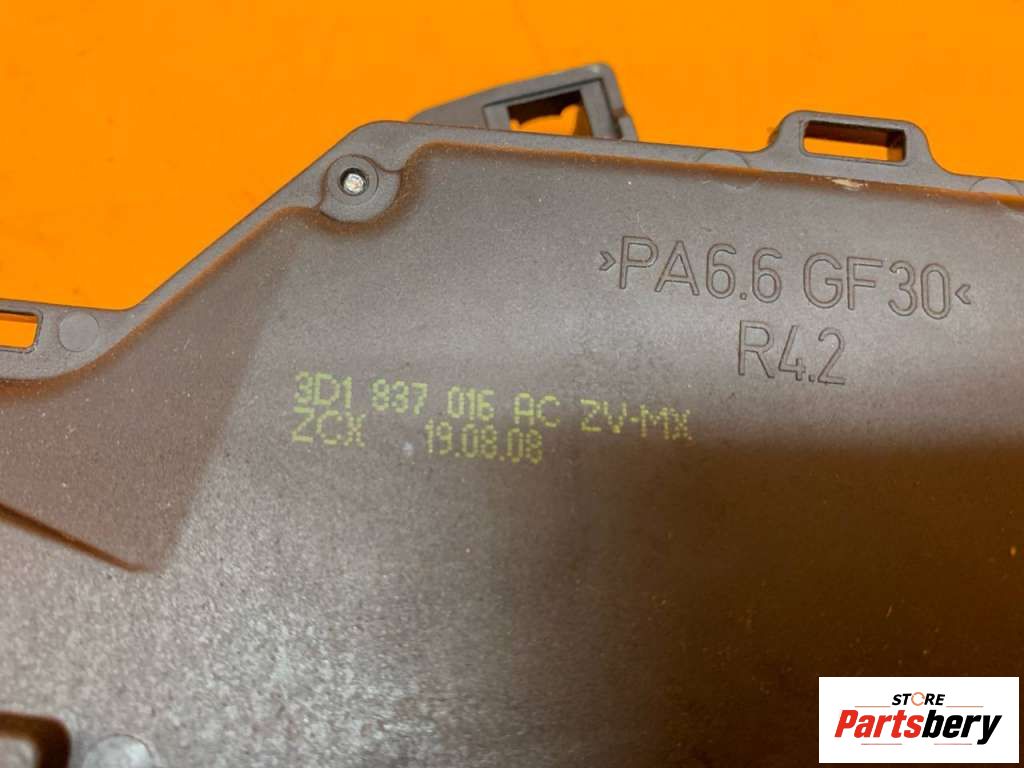 >PA6.6 GF30<
R4.2
3D1 837 016 AC ZV-MX
ZCX 19.08.08
STORE
Partsbery